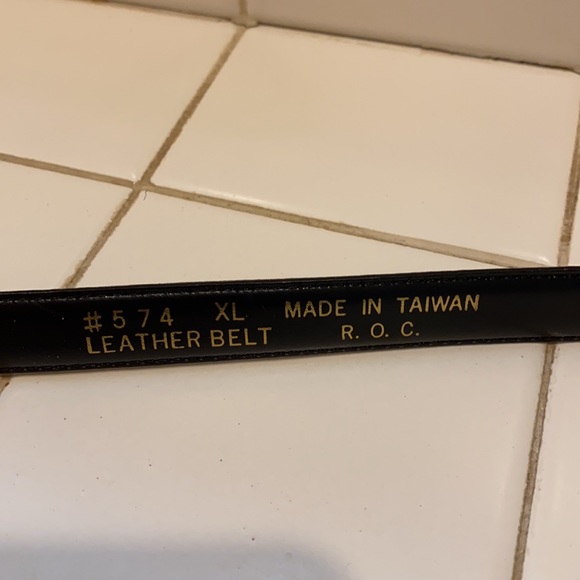 #574 XL MADE IN TAIWAN
LEATHER BELT R. O. C.